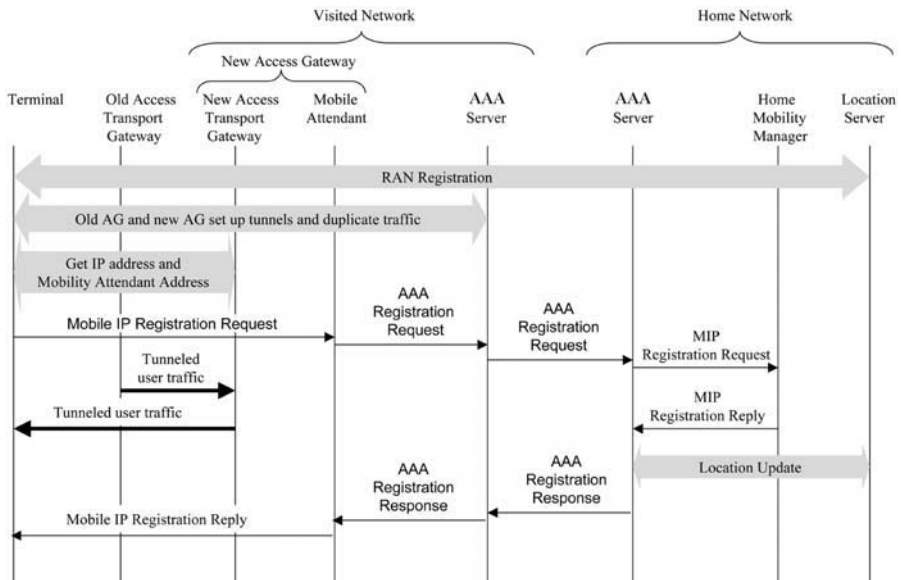 Visited Network
Home Network
New Access Gateway
Terminal
Old Access
Transport
Gateway
New Access
Transport
Gateway
Mobile
Attendant
AAA
Server
AAA
Server
Home
Mobility
Manager
Location
Server
RAN Registration
Old AG and new AG set up tunnels and duplicate traffic
Get IP address and
Mobility Attendant Address
Mobile IP Registration Request
AAA
Registration
Request
AAA
Registration
Request
MIP
Registration Request
Tunneled
user traffic
Tunneled user traffic
MIP
Registration Reply
Location Update
AAA
Registration
Response
AAA
Registration
Response
Mobile IP Registration Reply